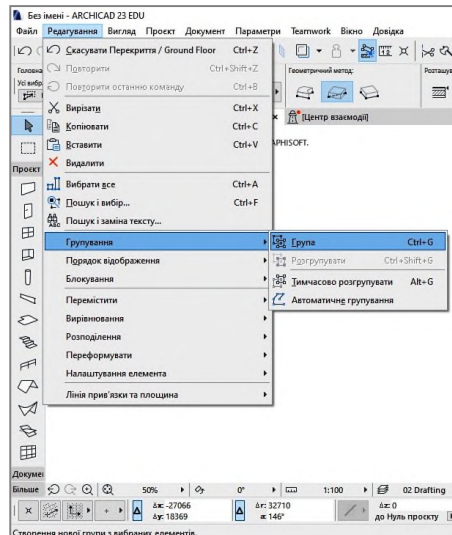 Без імені - ARCHICAD 23 EDU
Файл Редагування Вигляд Проєкт Документ Параметри Teamwork Вікно Довідка
Скасувати Перекриття / Ground Floor Ctrl+Z
Повторити Ctrl+Shift+Z
Повторити останню команду Ctrl+B
Вирізати Ctrl+X
Копіювати Ctrl+C
Вставити Ctrl+V
Видалити
Вибрати все Ctrl+A
Пошук і вибір... Ctrl+F
Пошук і заміна тексту...
Групування
Порядок відображення
Блокування
Перемістити
Вирівнювання
Розподілення
Переформувати
Налаштування елемента
Лінія прив'язки та площина
Група Ctrl+G
Розгрупувати Ctrl+Shift+G
Тимчасово розгрупувати Alt+G
Автоматичне групування
Головна
Усі вибр
Геометричний метод:
Розташув
[Центр взаємодії]
APHISOFT.
Проєкт
Докуме
Більше 50% 0° 1:100 02 Drafting
Δx: -27066 Δr: 32710 Δz: 0
Δy: 18369 α: 146° до Нуль проєкту
Створення нової групи з вибраних елементів.